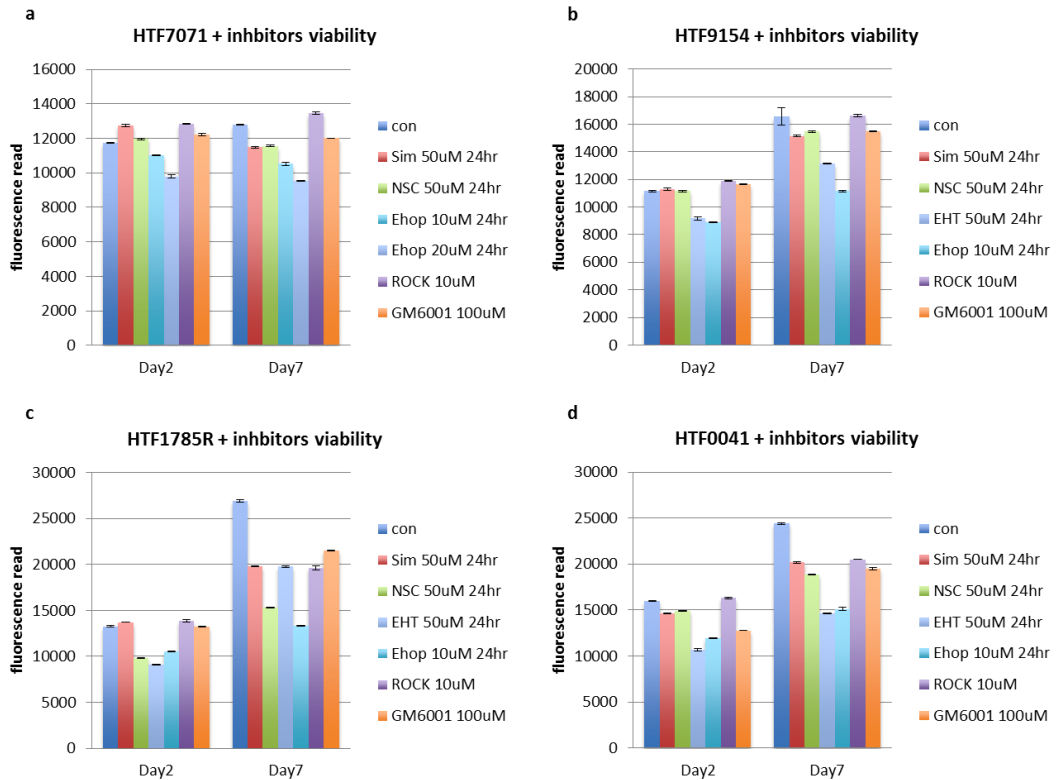 a
HTF7071 + inhbitors viability
16000
14000
12000
10000
8000
6000
4000
2000
0
fluorescence read
Day2
Day7
con
Sim 50uM 24hr
NSC 50uM 24hr
Ehop 10uM 24hr
Ehop 20uM 24hr
ROCK 10uM
GM6001 100uM
b
HTF9154 + inhbitors viability
20000
18000
16000
14000
12000
10000
8000
6000
4000
2000
0
fluorescence read
Day2
Day7
con
Sim 50uM 24hr
NSC 50uM 24hr
EHT 50uM 24hr
Ehop 10uM 24hr
ROCK 10uM
GM6001 100uM
c
HTF1785R + inhbitors viability
30000
25000
20000
15000
10000
5000
0
fluorescence read
Day2
Day7
con
Sim 50uM 24hr
NSC 50uM 24hr
EHT 50uM 24hr
Ehop 10uM 24hr
ROCK 10uM
GM6001 100uM
d
HTF0041 + inhbitors viability
30000
25000
20000
15000
10000
5000
0
fluorescence read
Day2
Day7
con
Sim 50uM 24hr
NSC 50uM 24hr
EHT 50uM 24hr
Ehop 10uM 24hr
ROCK 10uM
GM6001 100uM